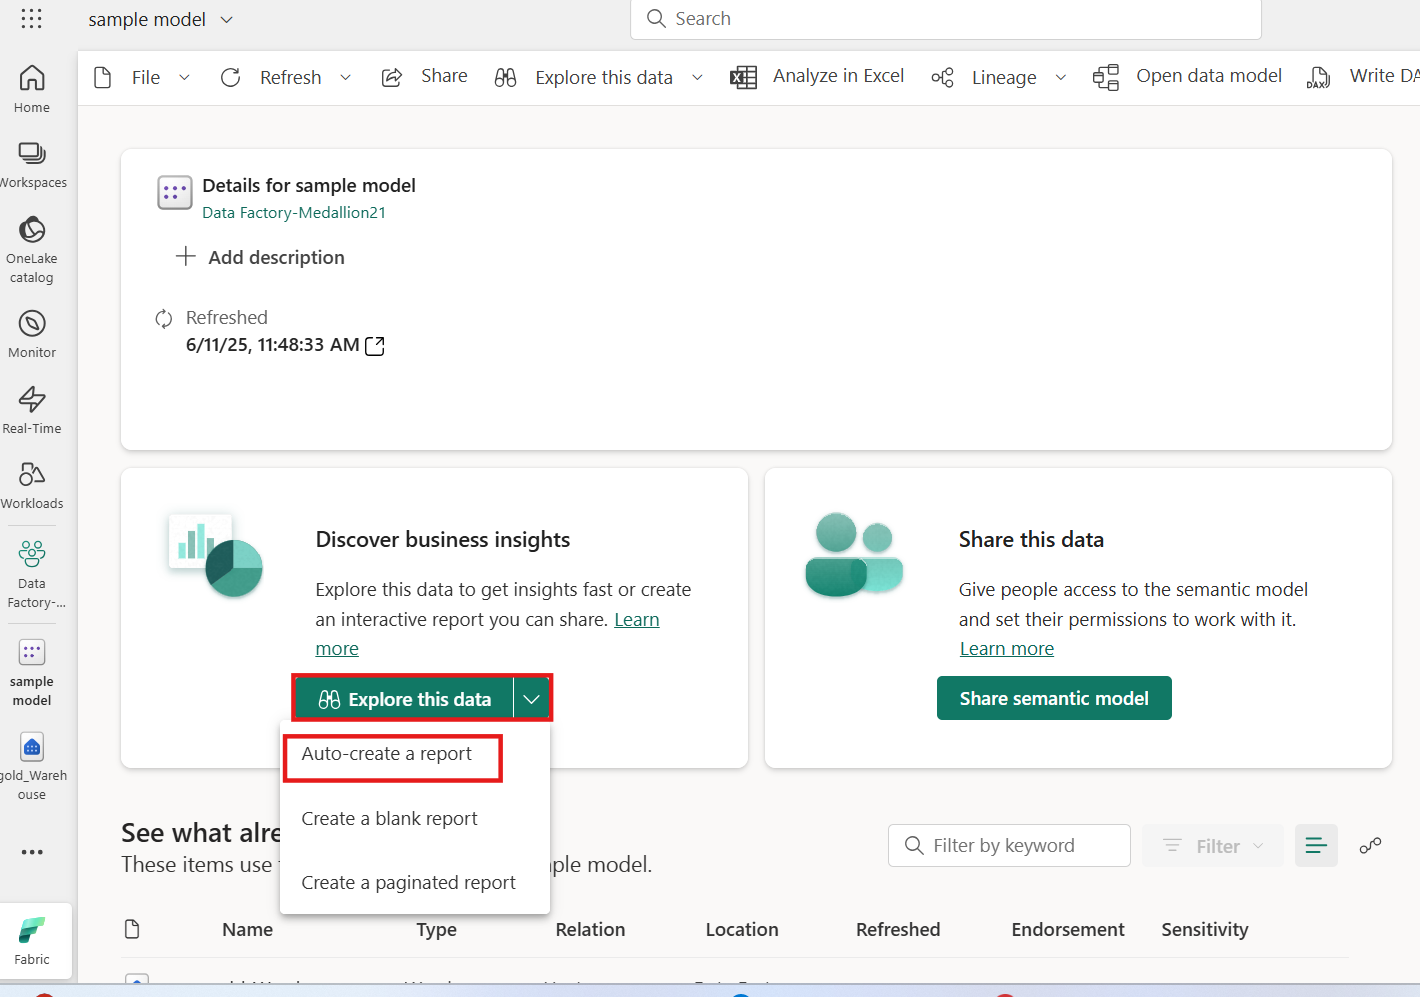 sample model
Search
File
Refresh
Share
Explore this data
Analyze in Excel
Lineage
Open data model
Write DA
Home
Workspaces
OneLake
catalog
Monitor
Real-Time
Workloads
Data
Factory-...
sample
model
gold_Wareh
ouse
Fabric
Details for sample model
Data Factory-Medallion21
Add description
Refreshed
6/11/25, 11:48:33 AM
Discover business insights
Explore this data to get insights fast or create
an interactive report you can share. Learn
more
Explore this data
Auto-create a report
Create a blank report
Create a paginated report
Share this data
Give people access to the semantic model
and set their permissions to work with it.
Learn more
Share semantic model
See what alre
These items use ple model.
Filter by keyword
Filter
Name Type Relation Location Refreshed Endorsement Sensitivity